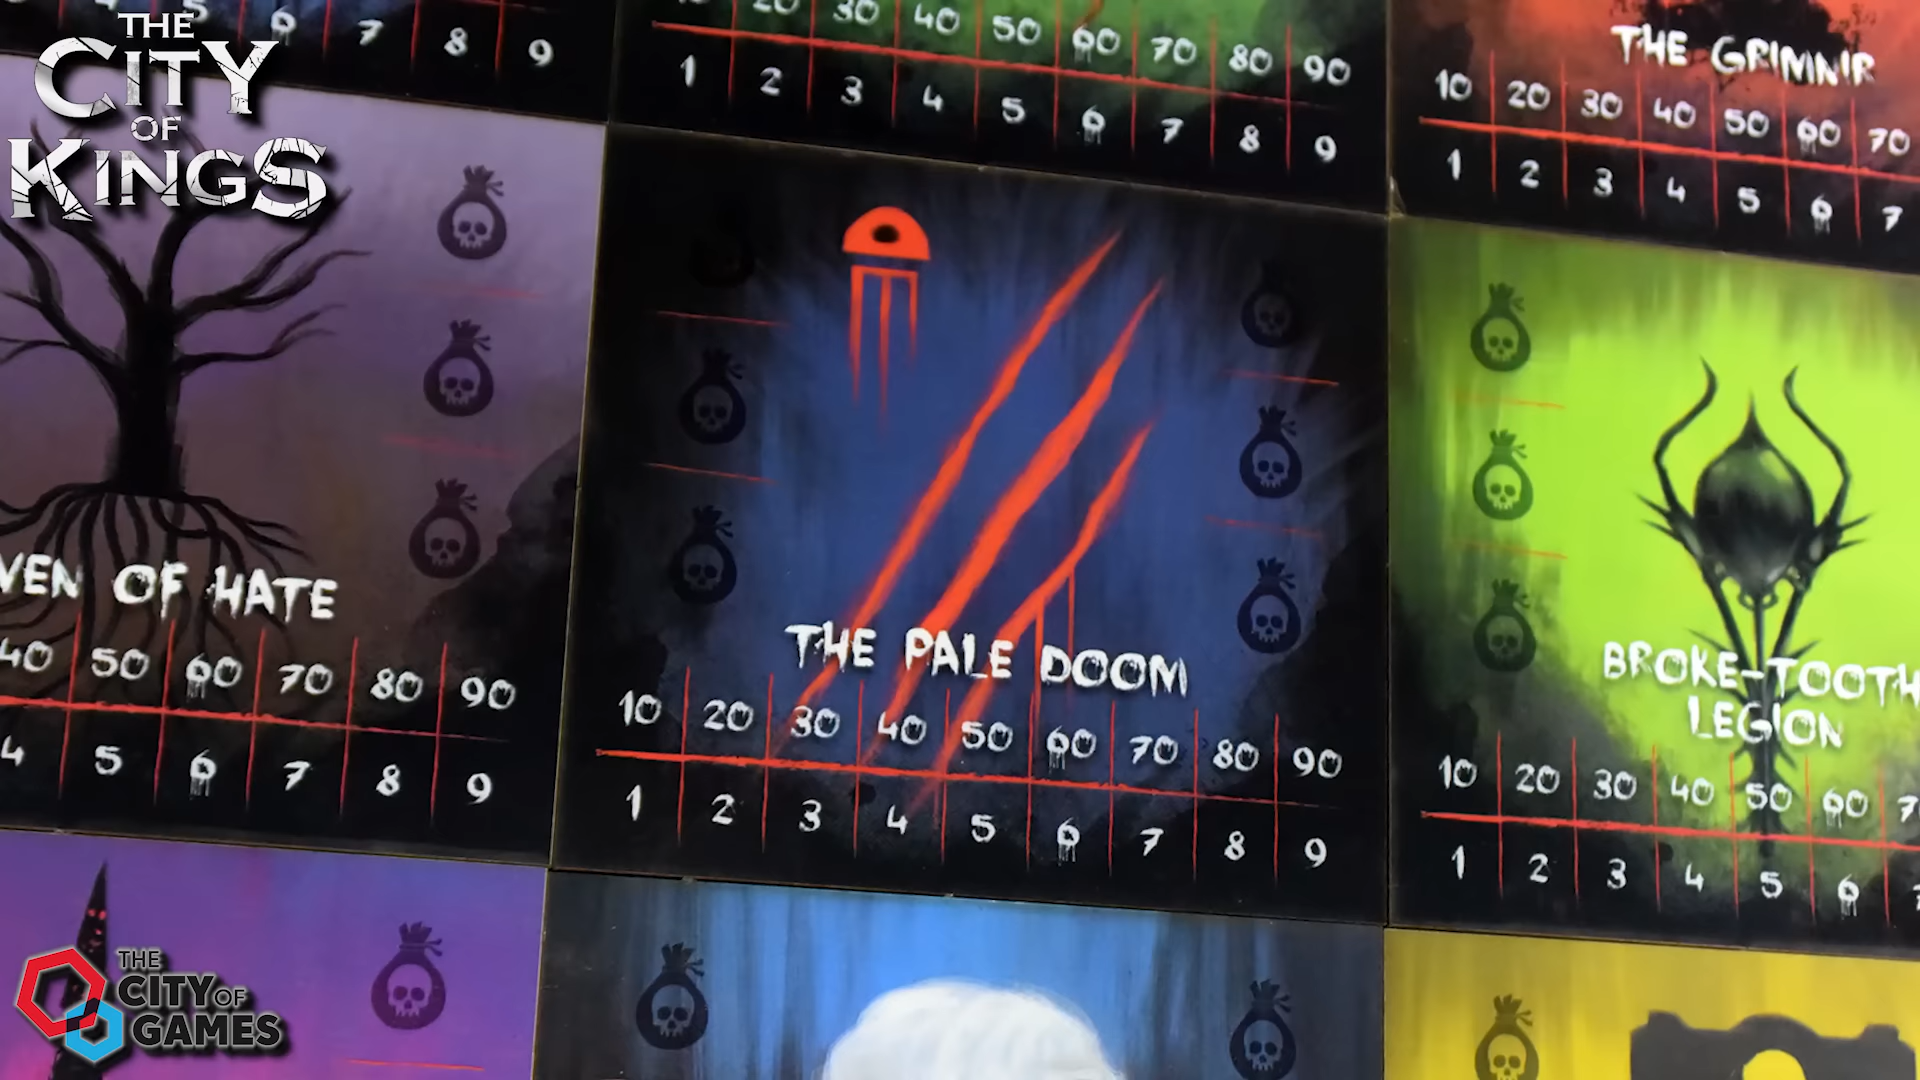 THE
CITY
OF
KINGS
5 6 7 8 9
20 30 40 50 60 70 80 90
1 2 3 4 5 6 7 8 9
THE GRIMNIR
10 20 30 40 50 60 70
1 2 3 4 5 6 7
OF HATE
40 50 60 70 80 90
4 5 6 7 8 9
THE PALE DOOM
10 20 30 40 50 60 70 80 90
1 2 3 4 5 6 7 8 9
BROKE-TOOTH
LEGION
10 20 30 40 50 60
1 2 3 4 5 6
THE
CITY OF
GAMES